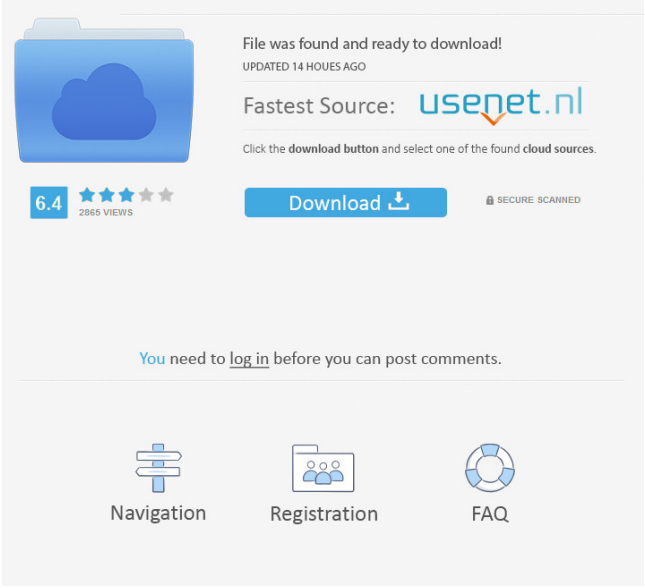 File was found and ready to download!
UPDATED 14 HOUES AGO
Fastest Source: usenet.nl
Click the download button and select one of the found cloud sources.
6.4
2865 VIEWS
Download
SECURE SCANNED
You need to log in before you can post comments.
Navigation
Registration
FAQ